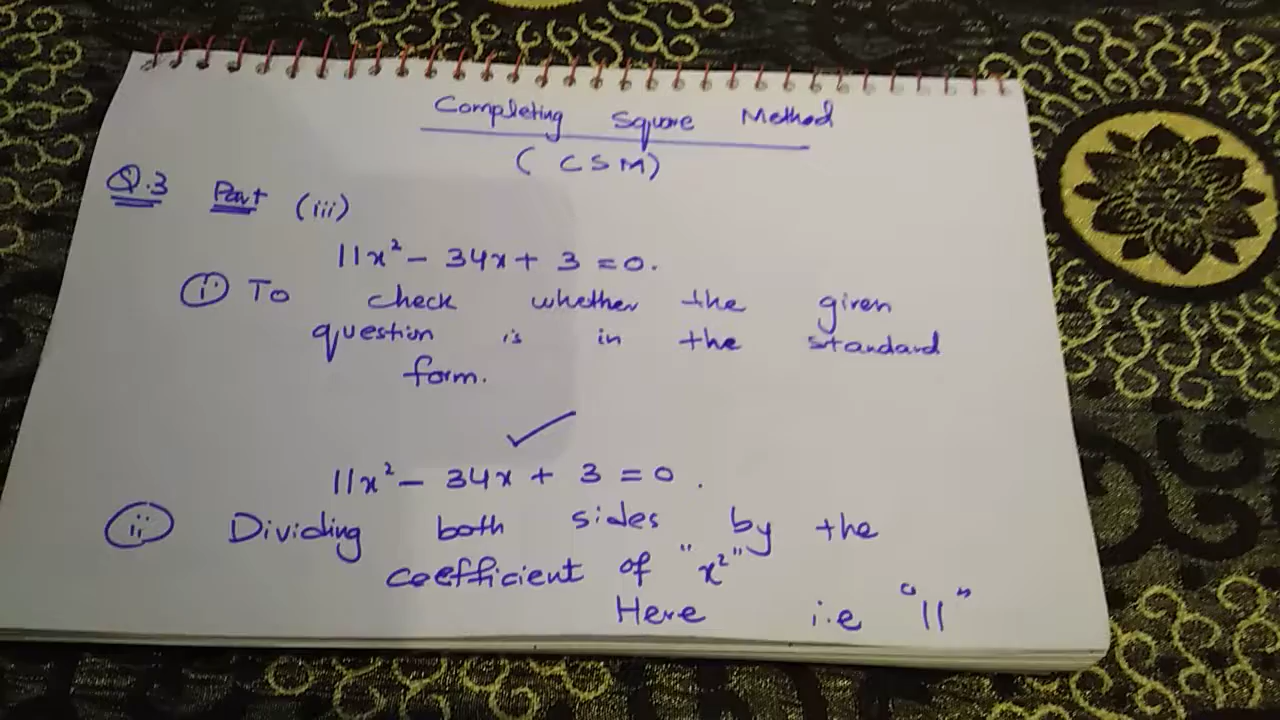 Completing Square Method
(CSM)
Q.3 Part (iii)
11x² - 34x + 3 = 0.
(i) To check whether the given
question is in the standard
form.
✓
11x² - 34x + 3 = 0.
(ii) Dividing both sides by the
coefficient of "x²"
Here i.e "11"